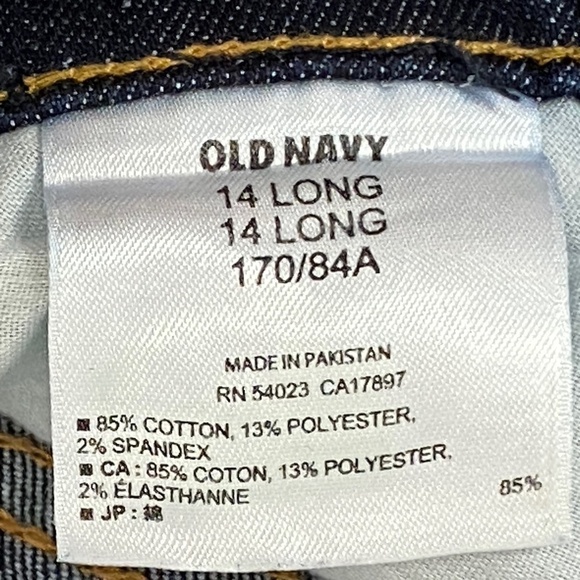 OLD NAVY
14 LONG
14 LONG
170/84A
MADE IN PAKISTAN
RN 54023 CA17897
85% COTTON, 13% POLYESTER,
2% SPANDEX
CA : 85% COTON, 13% POLYESTER,
2% ÉLASTHANNE
JP : 綿 85%